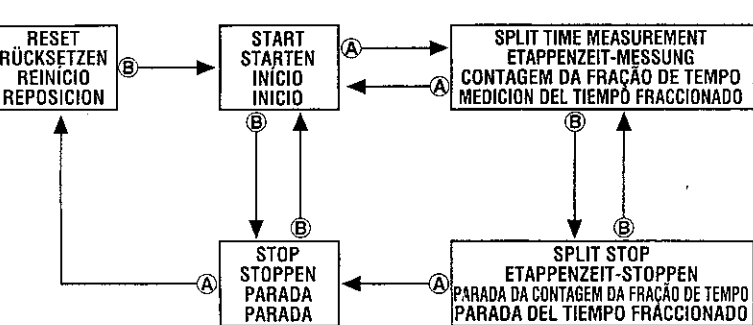 RESET
RÜCKSETZEN
REINÍCIO
REPOSICION
B
START
STARTEN
INÍCIO
INICIO
A
A
SPLIT TIME MEASUREMENT
ETAPPENZEIT-MESSUNG
CONTAGEM DA FRAÇÃO DE TEMPO
MEDICION DEL TIEMPO FRACCIONADO
B
B
B
B
A
STOP
STOPPEN
PARADA
PARADA
A
SPLIT STOP
ETAPPENZEIT-STOPPEN
PARADA DA CONTAGEM DA FRAÇÃO DE TEMPO
PARADA DEL TIEMPO FRACCIONADO